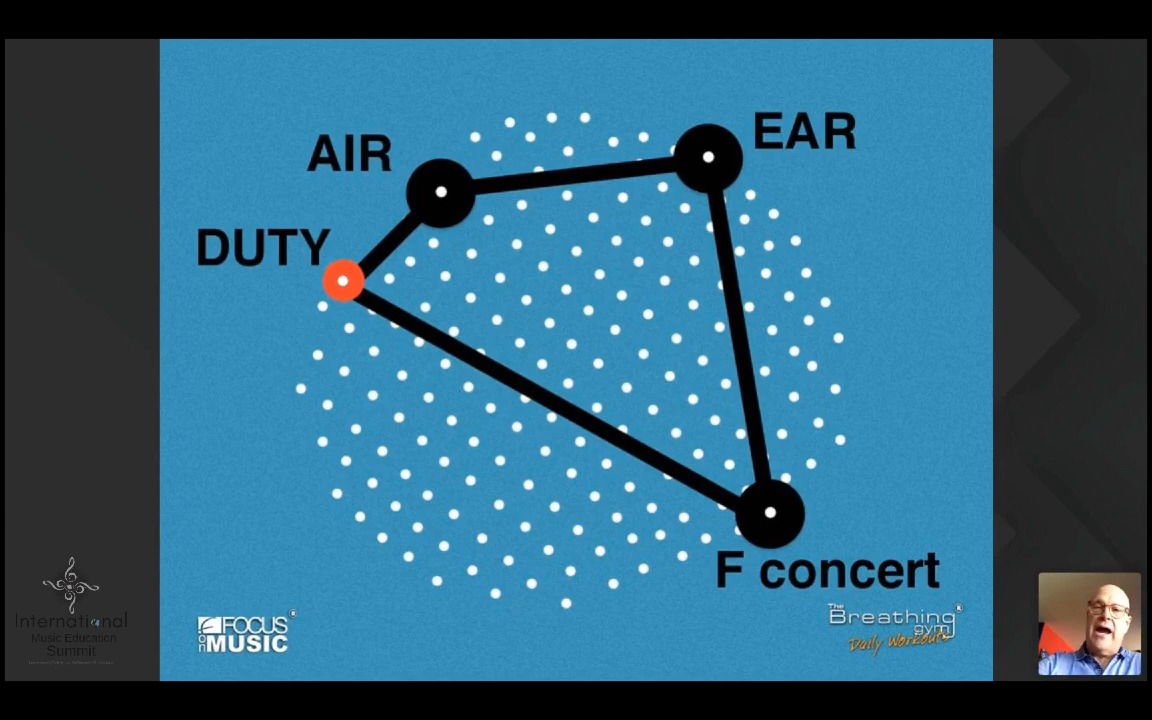 EAR
AIR
DUTY
F concert
International
Music Education
Summit
FOCUS
on MUSIC
The
Breathing
gym
Daily Workouts